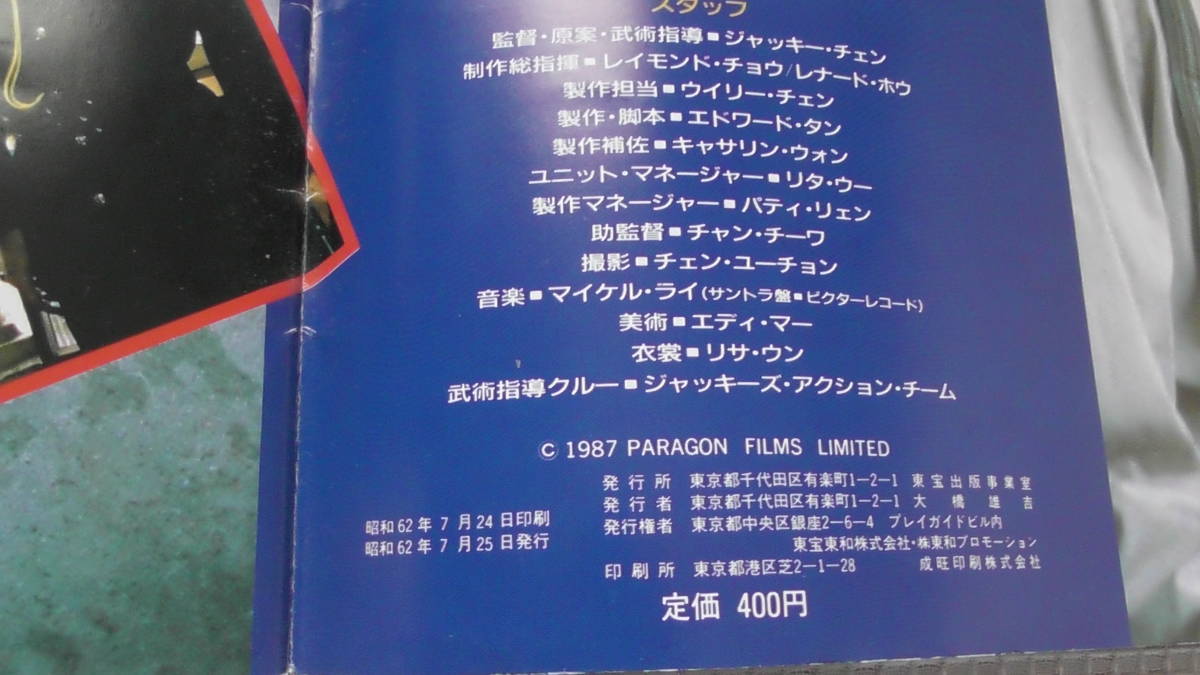 スタッフ
監督・原案・武術指導■ジャッキー・チェン
制作総指揮■レイモンド・チョウ/レナード・ホウ
製作担当■ウイリー・チェン
製作・脚本■エドワード・タン
製作補佐■キャサリン・ウォン
ユニット・マネージャー■リタ・ウー
製作マネージャー■パティ・リェン
助監督■チャン・チーワ
撮影■チェン・ユーチョン
音楽■マイケル・ライ(サントラ盤■ビクターレコード)
美術■エディ・マー
衣裳■リサ・ウン
武術指導クルー■ジャッキーズ・アクション・チーム
© 1987 PARAGON FILMS LIMITED
昭和62年7月24日印刷
昭和62年7月25日発行
発行所 東京都千代田区有楽町1-2-1 東宝出版事業室
発行者 東京都千代田区有楽町1-2-1 大橋雄吉
発行権者 東京都中央区銀座2-6-4 プレイガイドビル内
東宝東和株式会社・株東和プロモーション
印刷所 東京都港区芝2-1-28 成旺印刷株式会社
定価 400円